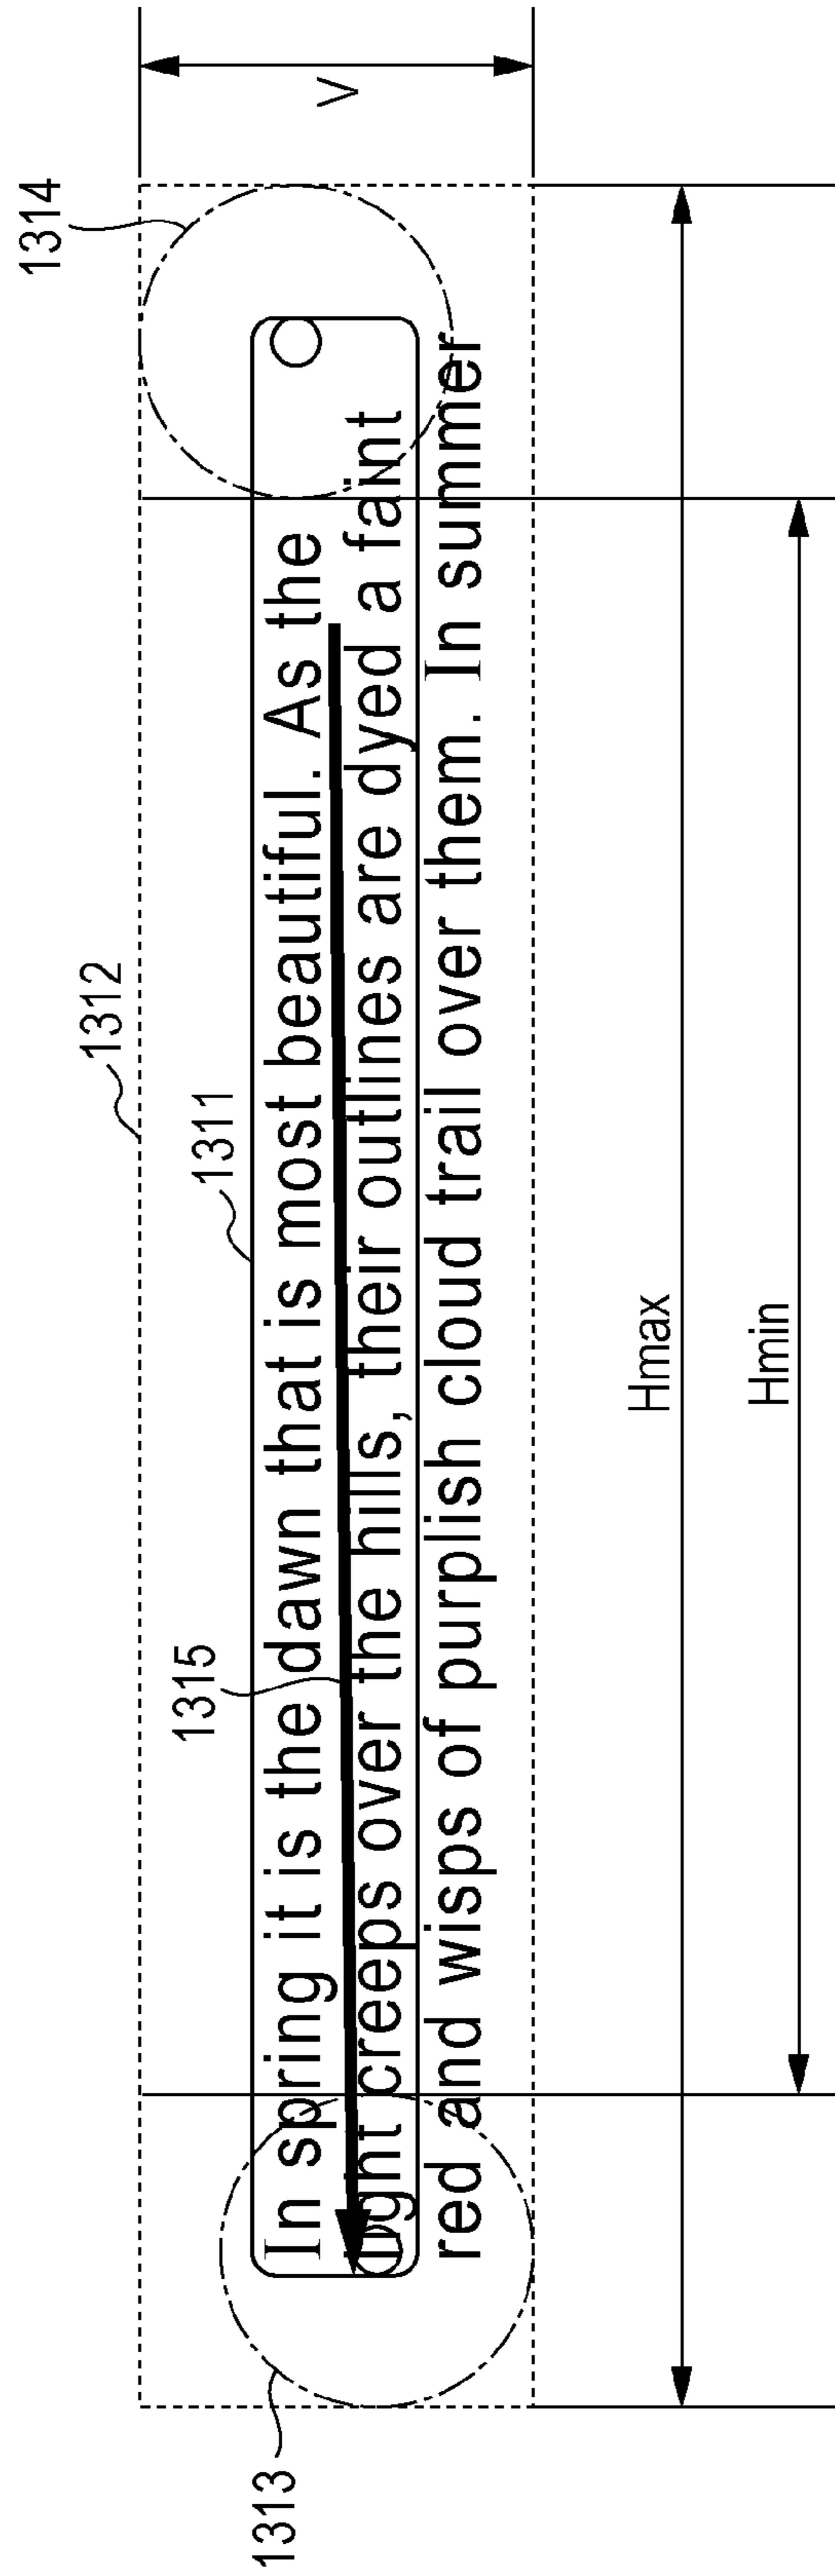 1314
1312
1315
1311
1313
V
In spring it is the dawn that is most beautiful. As the
light creeps over the hills, their outlines are dyed a faint
red and wisps of purplish cloud trail over them. In summer
Hmax
Hmin